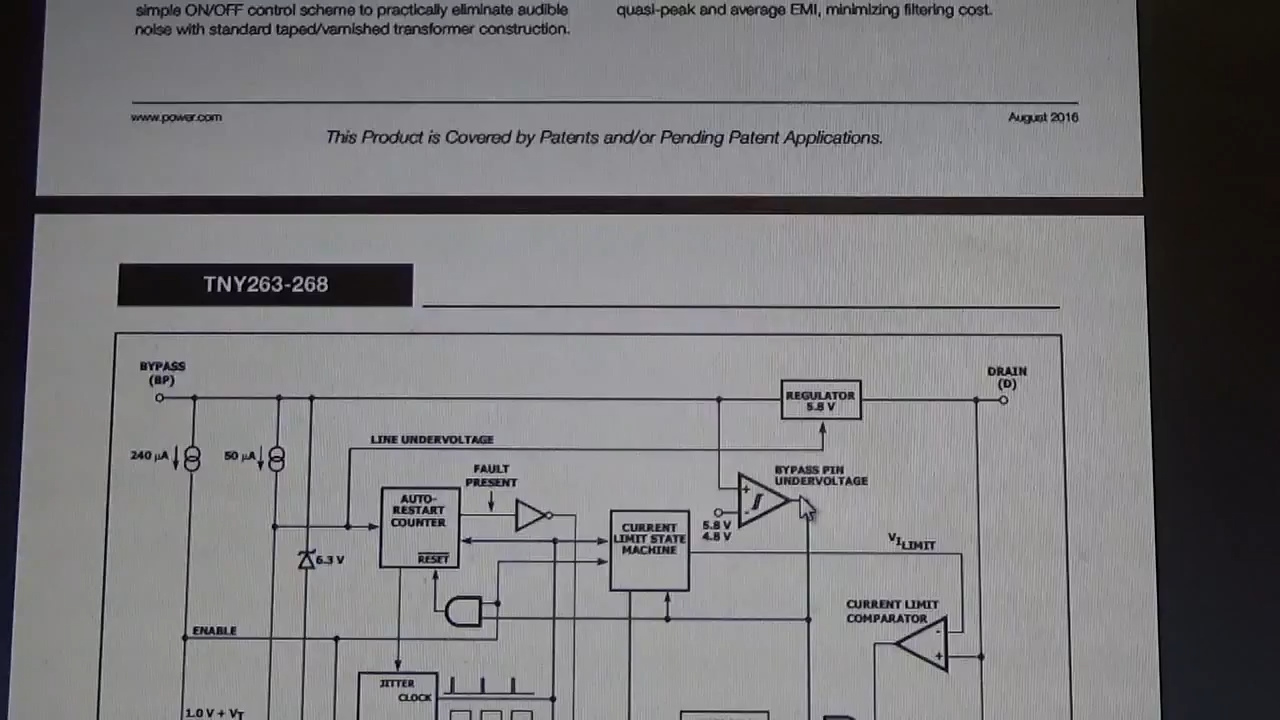 simple ON/OFF control scheme to practically eliminate audible
noise with standard taped/varnished transformer construction.
quasi-peak and average EMI, minimizing filtering cost.
www.power.com
August 2016
This Product is Covered by Patents and/or Pending Patent Applications.
TNY263-268
BYPASS
(BP)
DRAIN
(D)
REGULATOR
5.8 V
240 µA
50 µA
LINE UNDERVOLTAGE
FAULT
PRESENT
BYPASS PIN
UNDERVOLTAGE
AUTO-
RESTART
COUNTER
RESET
+
-
5.8 V
4.8 V
CURRENT
LIMIT STATE
MACHINE
VI LIMIT
6.3 V
CURRENT LIMIT
COMPARATOR
-
+
ENABLE
JITTER
CLOCK
1.0 V + VT